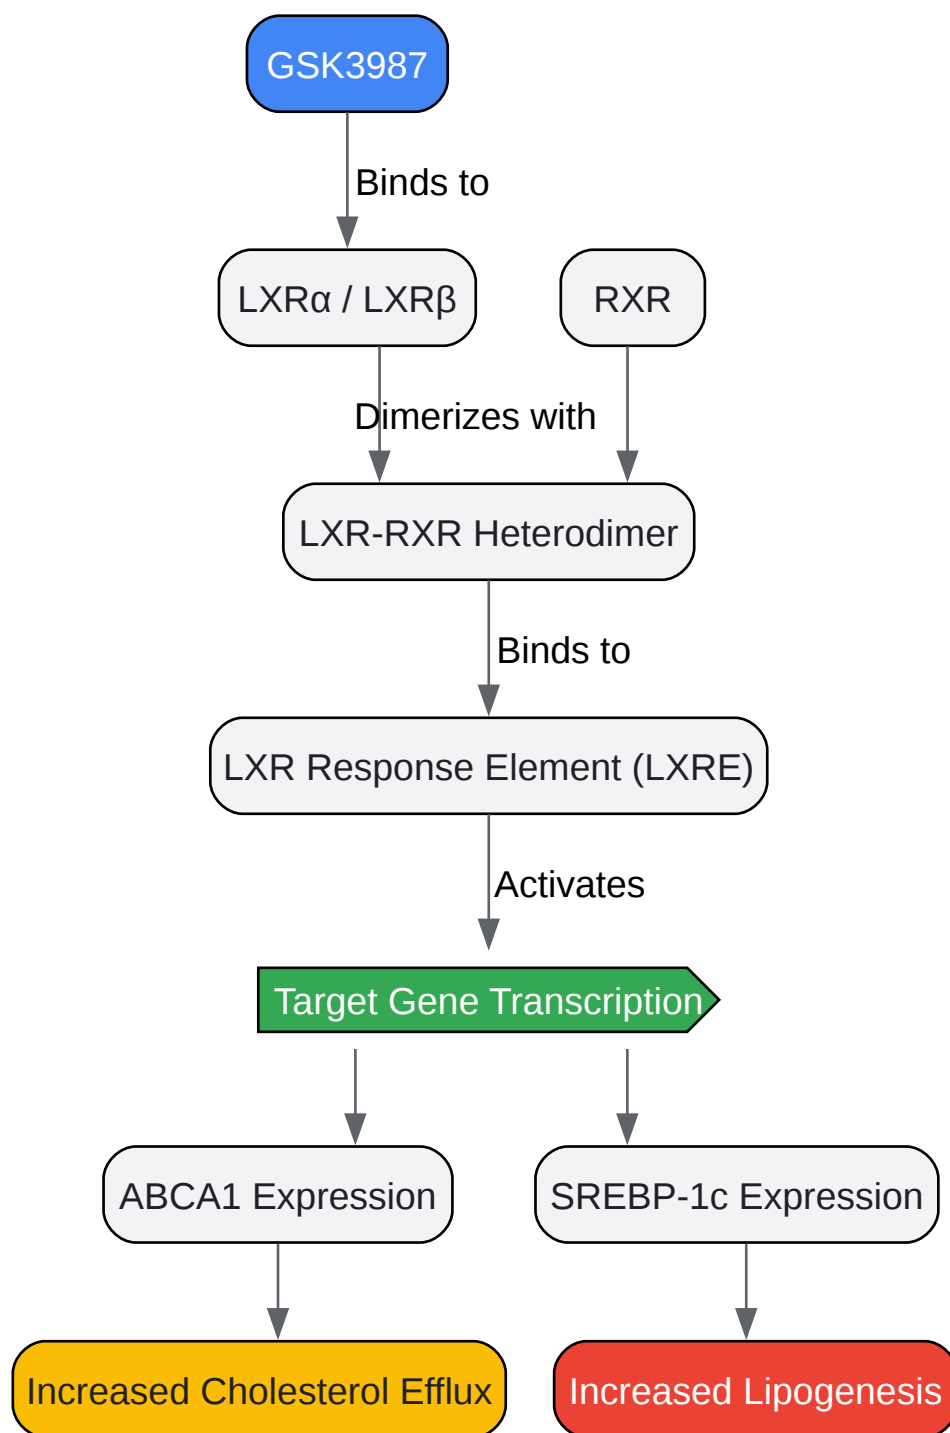 GSK3987
Binds to
LXRα / LXRβ
RXR
Dimerizes with
LXR-RXR Heterodimer
Binds to
LXR Response Element (LXRE)
Activates
Target Gene Transcription
ABCA1 Expression
SREBP-1c Expression
Increased Cholesterol Efflux
Increased Lipogenesis